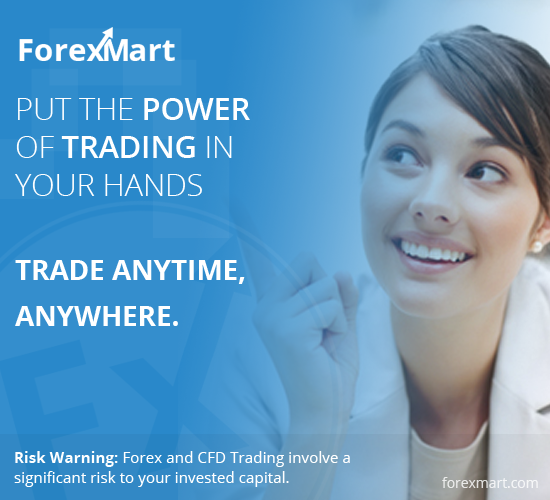 ForexMart
PUT THE POWER
OF TRADING IN
YOUR HANDS
TRADE ANYTIME,
ANYWHERE.
Fx
Risk Warning: Forex and CFD Trading involve a
significant risk to your invested capital.
forexmart.com